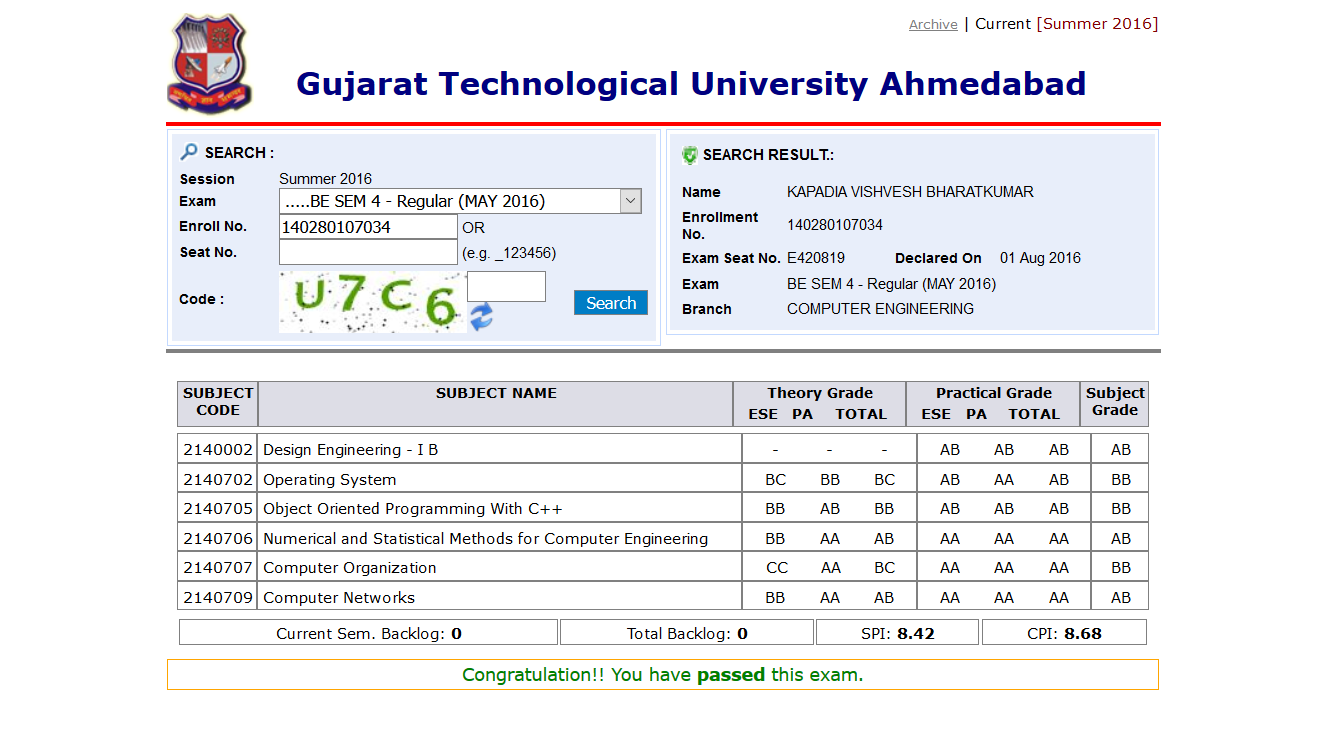 Archive | Current [Summer 2016]
Gujarat Technological University Ahmedabad
SEARCH :
Session Summer 2016
Exam .....BE SEM 4 - Regular (MAY 2016)
Enroll No. 140280107034 OR
Seat No. (e.g. _123456)
Code : U7C6 Search
SEARCH RESULT.:
Name KAPADIA VISHVESH BHARATKUMAR
Enrollment No. 140280107034
Exam Seat No. E420819 Declared On 01 Aug 2016
Exam BE SEM 4 - Regular (MAY 2016)
Branch COMPUTER ENGINEERING
SUBJECT CODE SUBJECT NAME Theory Grade Practical Grade Subject Grade
ESE PA TOTAL ESE PA TOTAL
2140002 Design Engineering - I B - - - AB AB AB AB
2140702 Operating System BC BB BC AB AA AB BB
2140705 Object Oriented Programming With C++ BB AB BB AB AB AB BB
2140706 Numerical and Statistical Methods for Computer Engineering BB AA AB AA AA AA AB
2140707 Computer Organization CC AA BC AA AA AA BB
2140709 Computer Networks BB AA AB AA AA AA AB
Current Sem. Backlog: 0 Total Backlog: 0 SPI: 8.42 CPI: 8.68
Congratulation!! You have passed this exam.